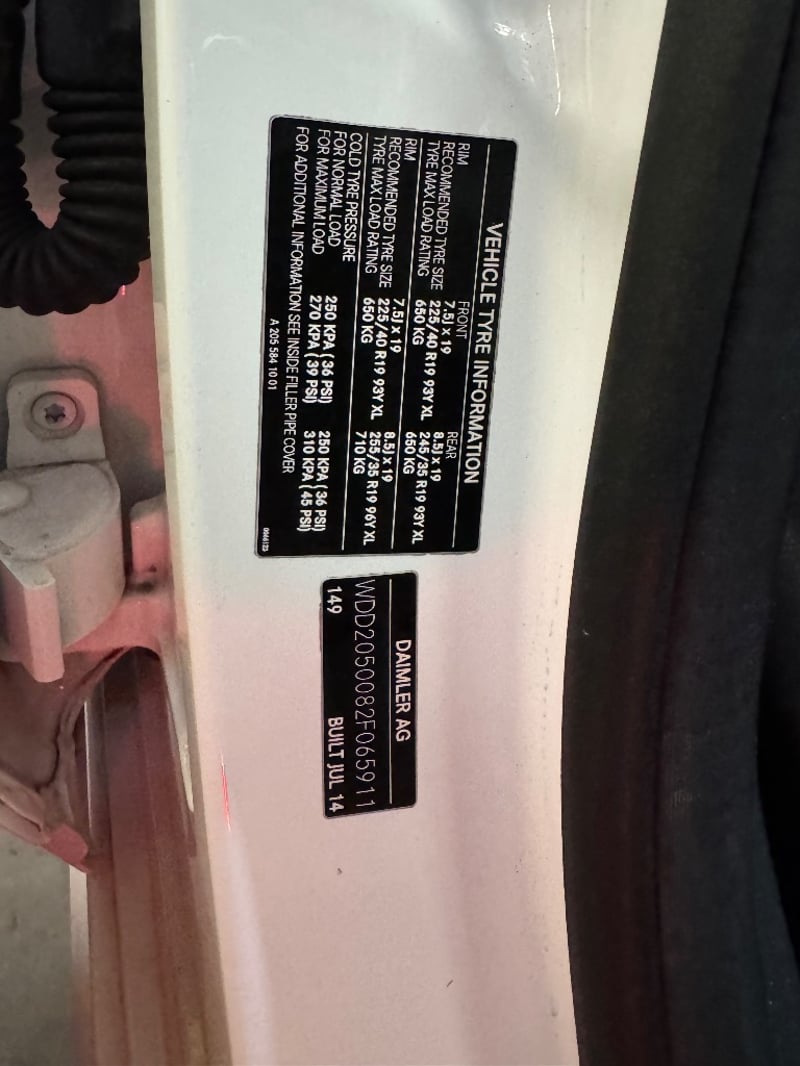 VEHICLE TYRE INFORMATION
FRONT REAR
RIM 7.5J x 19 8.5J x 19
RECOMMENDED TYRE SIZE 225/40 R19 93Y XL 245/35 R19 93Y XL
TYRE MAX LOAD RATING 650 KG 650 KG
RIM 7.5J x 19 8.5J x 19
RECOMMENDED TYRE SIZE 225/40 R19 93Y XL 255/35 R19 96Y XL
TYRE MAX LOAD RATING 650 KG 710 KG
COLD TYRE PRESSURE
FOR NORMAL LOAD 250 KPA (36 PSI) 250 KPA (36 PSI)
FOR MAXIMUM LOAD 270 KPA (39 PSI) 310 KPA (45 PSI)
FOR ADDITIONAL INFORMATION SEE INSIDE FILLER PIPE COVER
A 205 584 10 01
DAIMLER AG
WDD2050082F065911
149 BUILT JUL 14